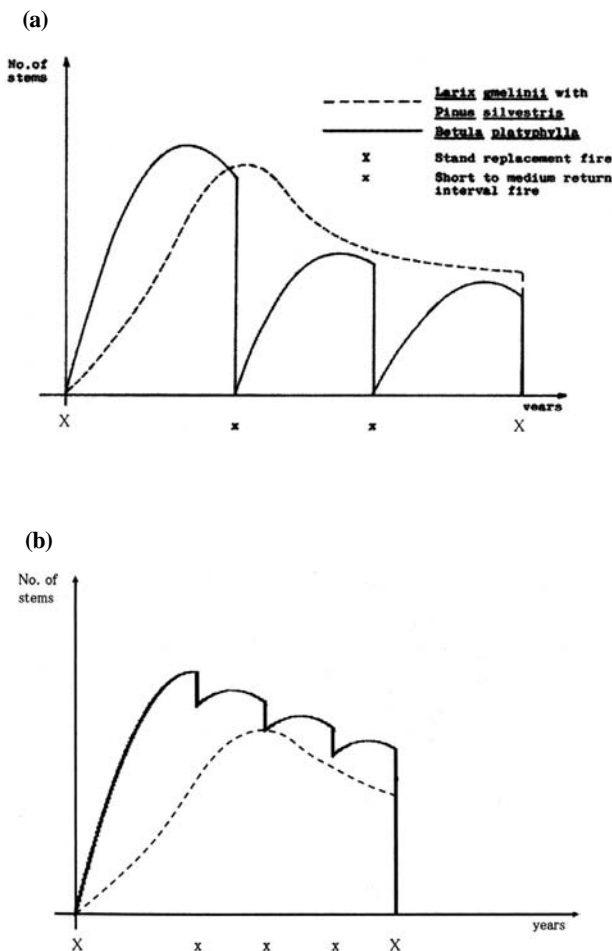 (a)
No. of
stems
Larix gmelinii with
Pinus silvestris
Betula platyphylla
X Stand replacement fire
x Short to medium return
interval fire
years
X x x X
(b)
No. of
stems
years
X x x x X